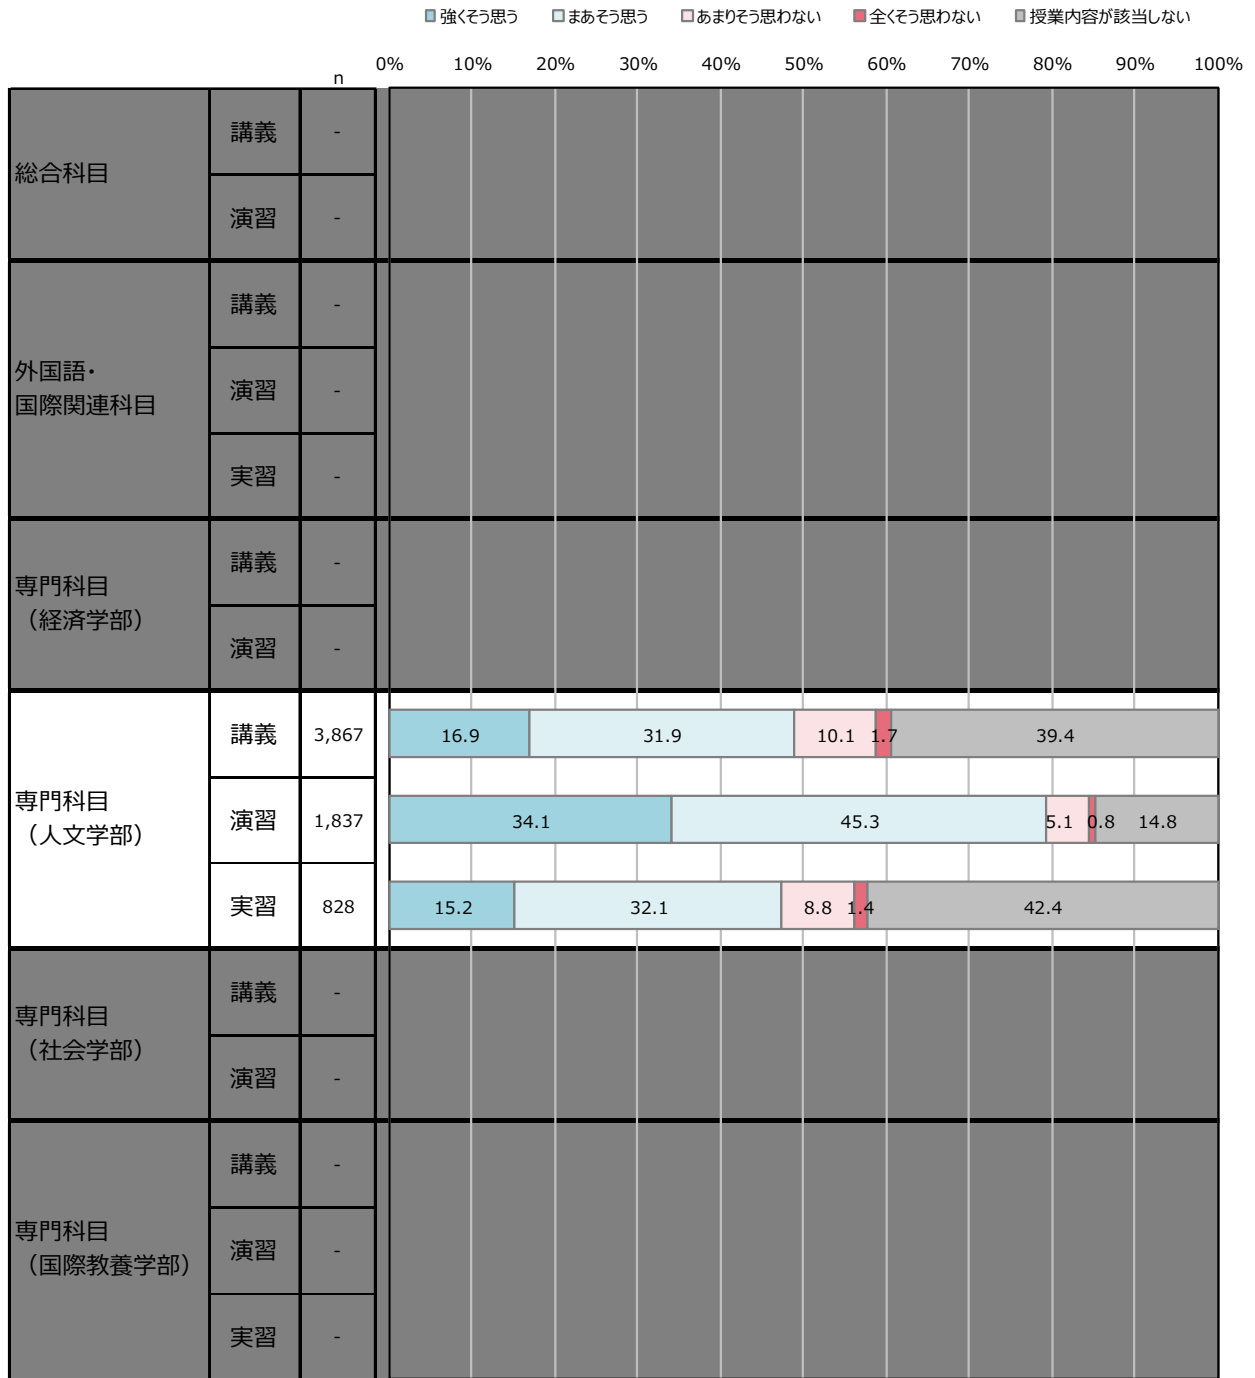 強くそう思う まあそう思う あまりそう思わない 全くそう思わない 授業内容が該当しない
n 0% 10% 20% 30% 40% 50% 60% 70% 80% 90% 100%
総合科目
講義 -
演習 -
外国語・
国際関連科目
講義 -
演習 -
実習 -
専門科目
（経済学部）
講義 -
演習 -
専門科目
（人文学部）
講義 3,867 16.9 31.9 10.1 1.7 39.4
演習 1,837 34.1 45.3 5.1 0.8 14.8
実習 828 15.2 32.1 8.8 1.4 42.4
専門科目
（社会学部）
講義 -
演習 -
専門科目
（国際教養学部）
講義 -
演習 -
実習 -